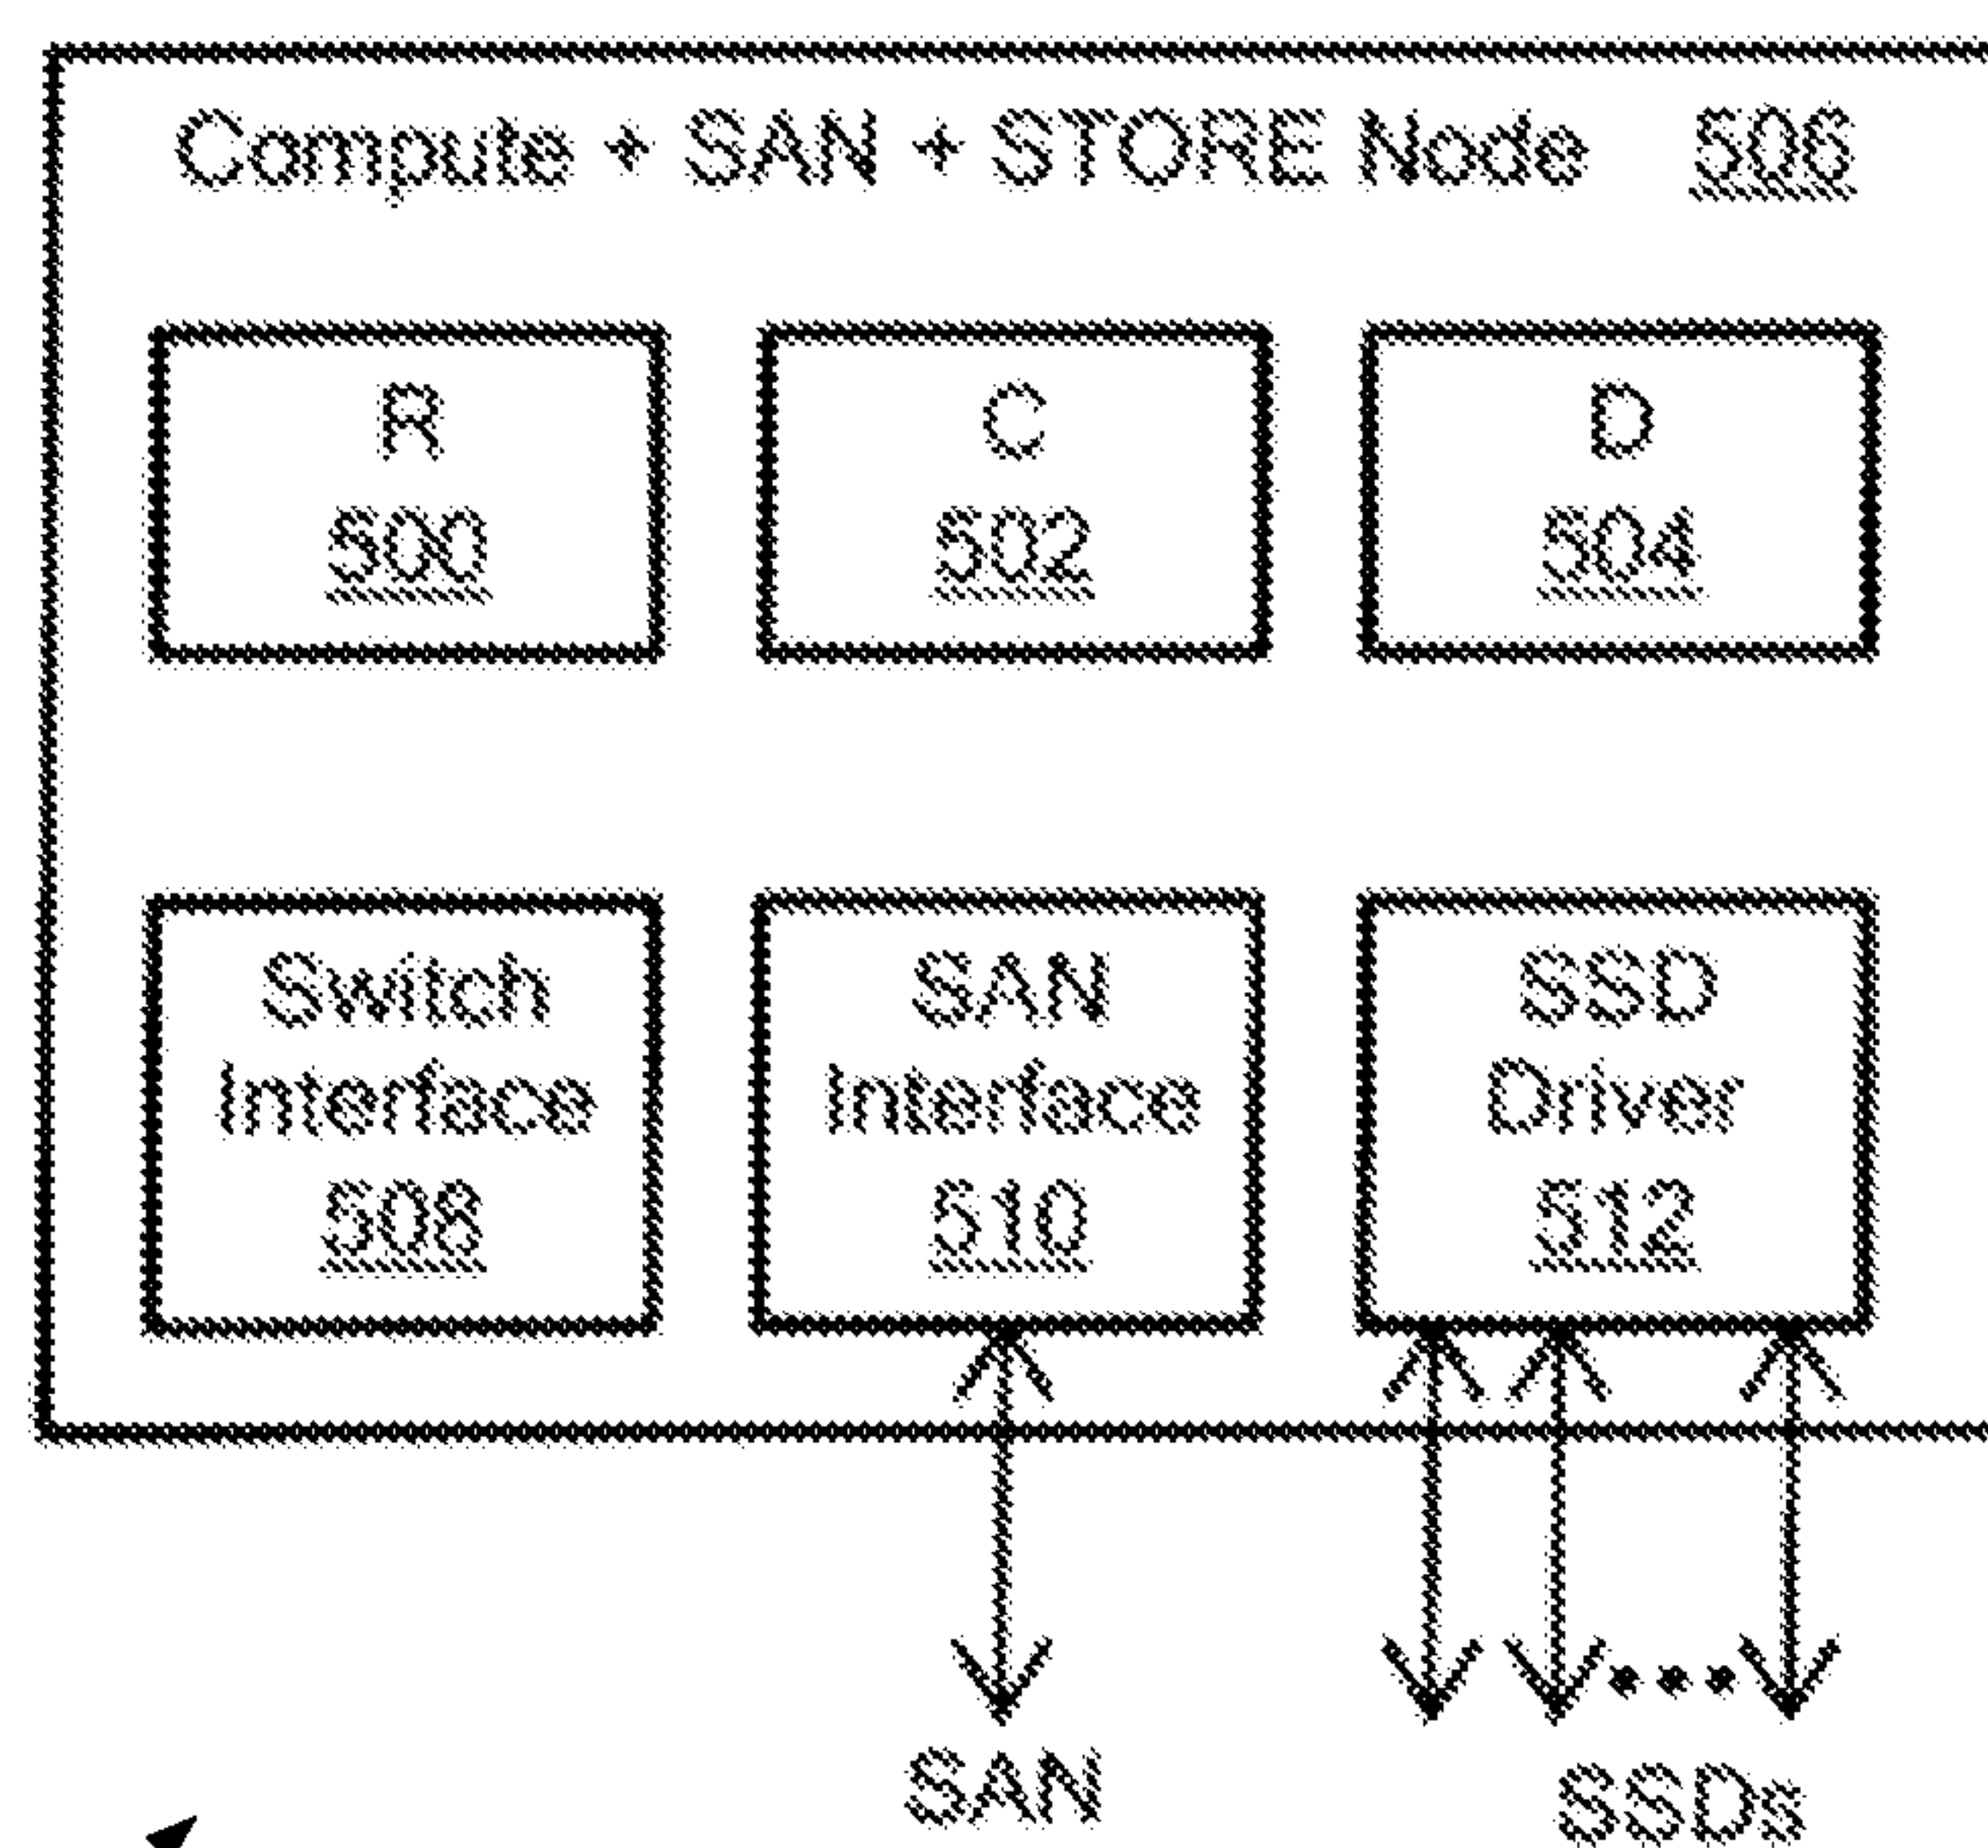 Compute + SAN + STORE Node 506
R
500
C
502
D
504
Switch
Interface
508
SAN
Interface
510
SSD
Driver
512
SAN
SSDs